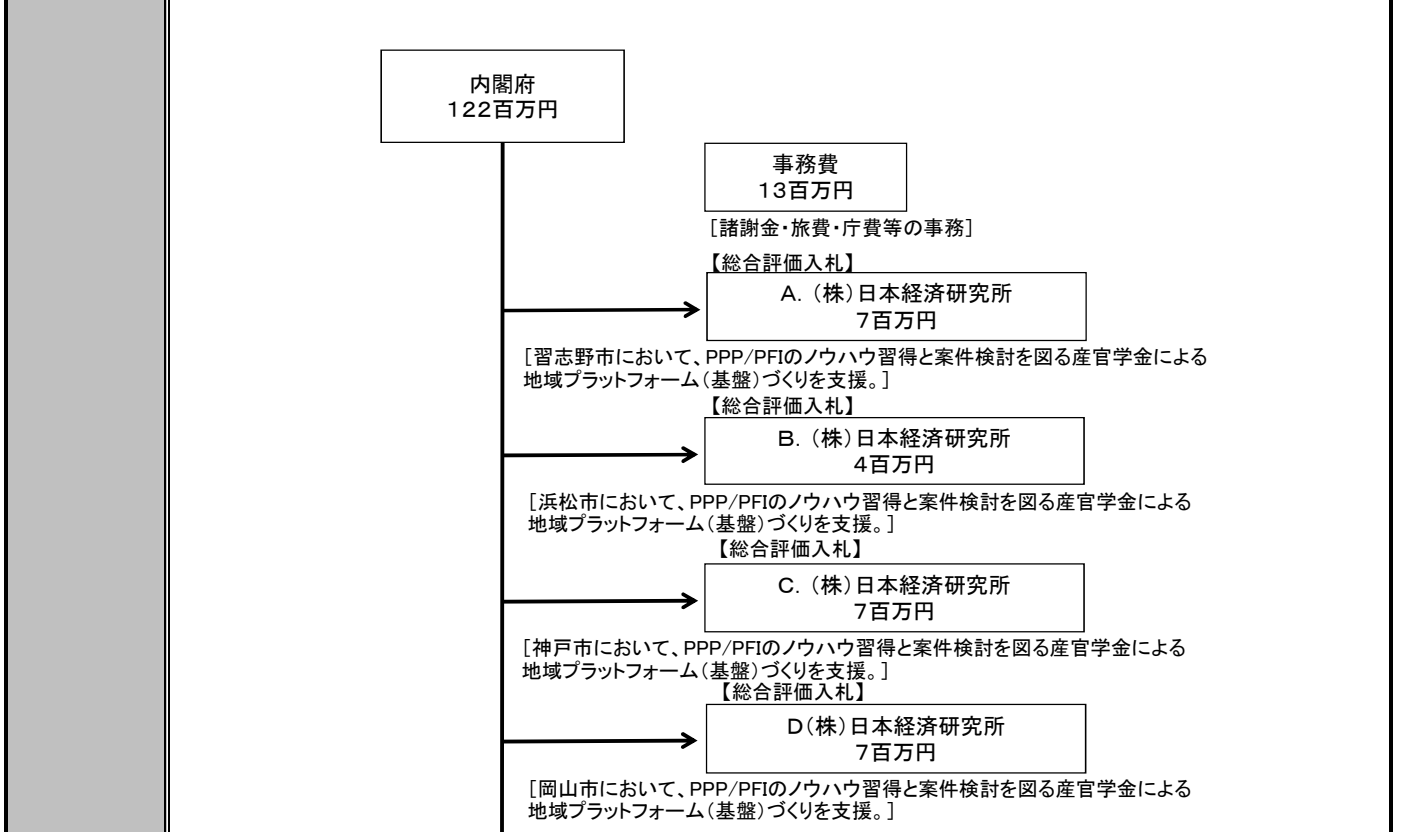 内閣府
１２２百万円
事務費
１３百万円
［諸謝金・旅費・庁費等の事務］
【総合評価入札】
Ａ．（株）日本経済研究所
７百万円
［習志野市において、PPP/PFIのノウハウ習得と案件検討を図る産官学金による
地域プラットフォーム（基盤）づくりを支援。］
【総合評価入札】
Ｂ．（株）日本経済研究所
４百万円
［浜松市において、PPP/PFIのノウハウ習得と案件検討を図る産官学金による
地域プラットフォーム（基盤）づくりを支援。］
【総合評価入札】
Ｃ．（株）日本経済研究所
７百万円
［神戸市において、PPP/PFIのノウハウ習得と案件検討を図る産官学金による
地域プラットフォーム（基盤）づくりを支援。］
【総合評価入札】
Ｄ（株）日本経済研究所
７百万円
［岡山市において、PPP/PFIのノウハウ習得と案件検討を図る産官学金による
地域プラットフォーム（基盤）づくりを支援。］